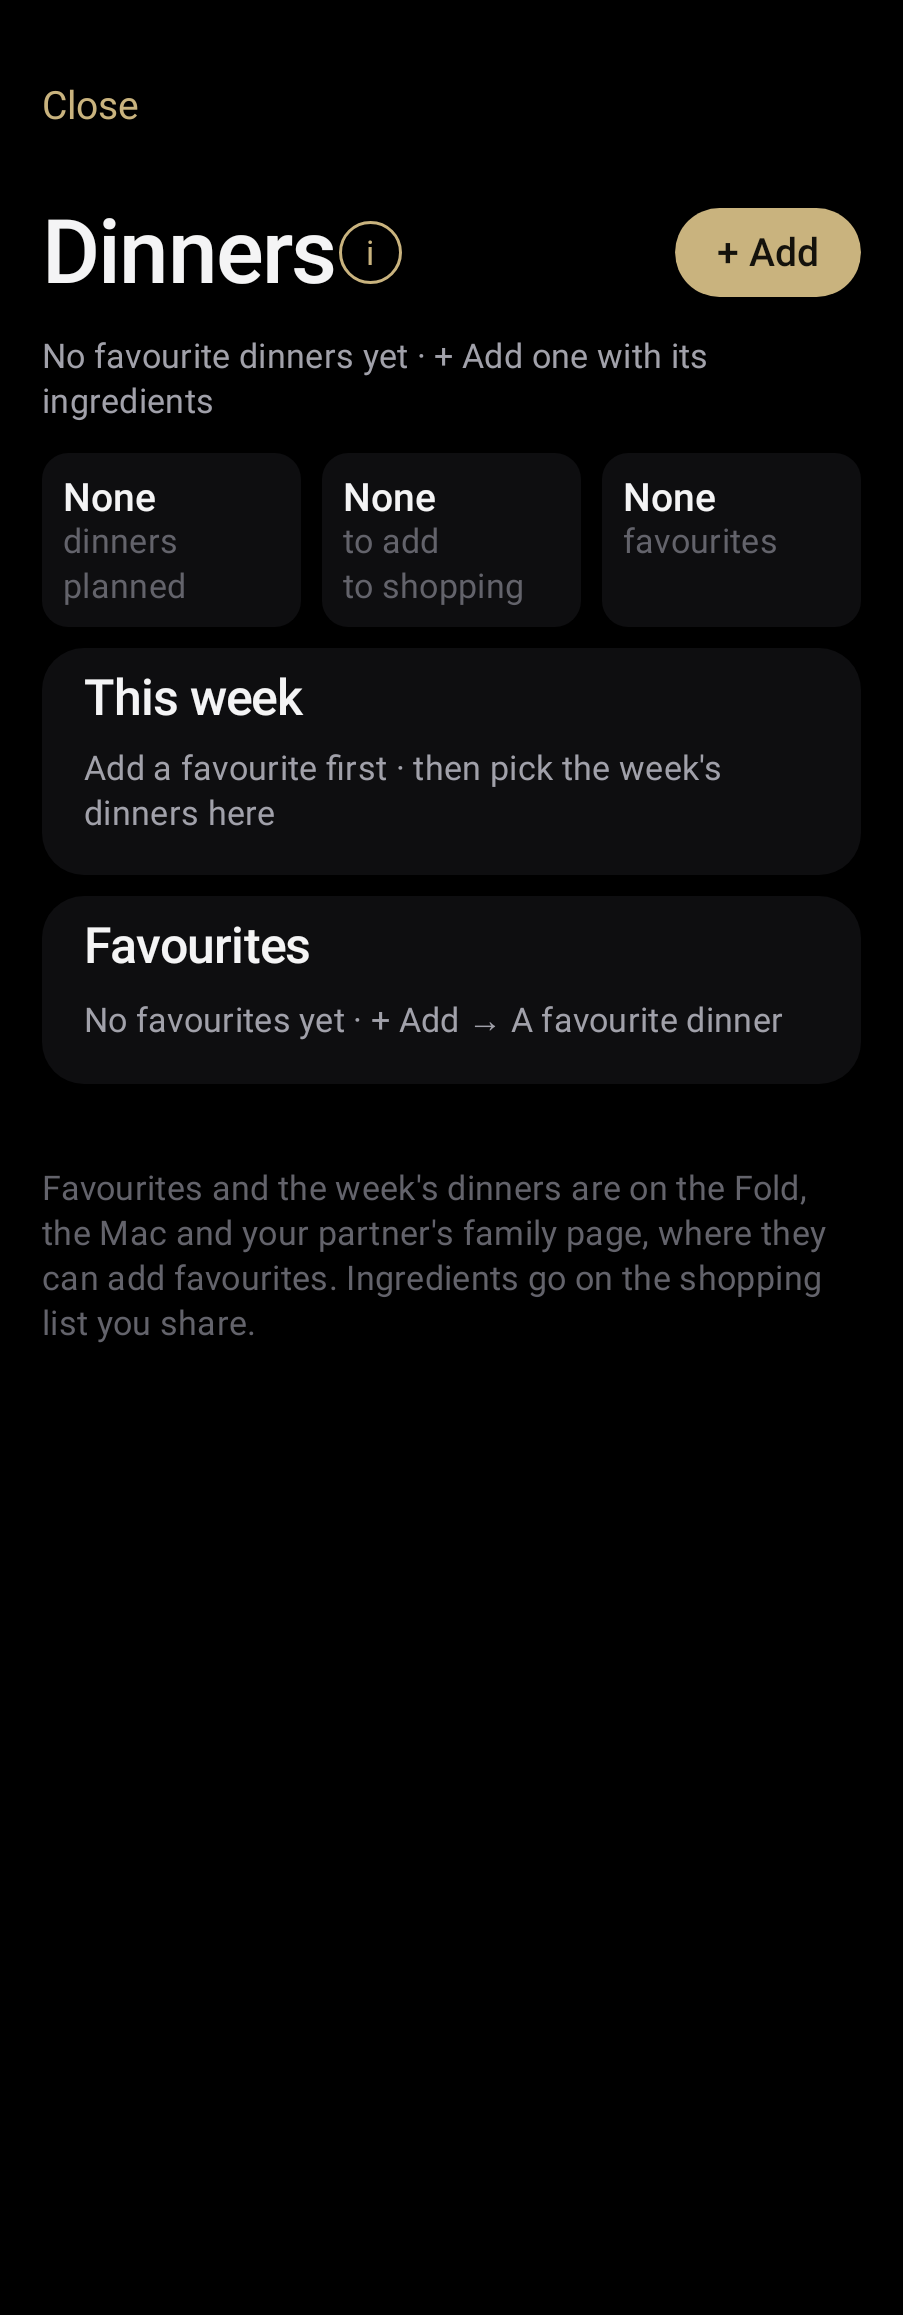 Close
Dinners i
+ Add
No favourite dinners yet · + Add one with its
ingredients
None
dinners
planned
None
to add
to shopping
None
favourites
This week
Add a favourite first · then pick the week's
dinners here
Favourites
No favourites yet · + Add → A favourite dinner
Favourites and the week's dinners are on the Fold,
the Mac and your partner's family page, where they
can add favourites. Ingredients go on the shopping
list you share.